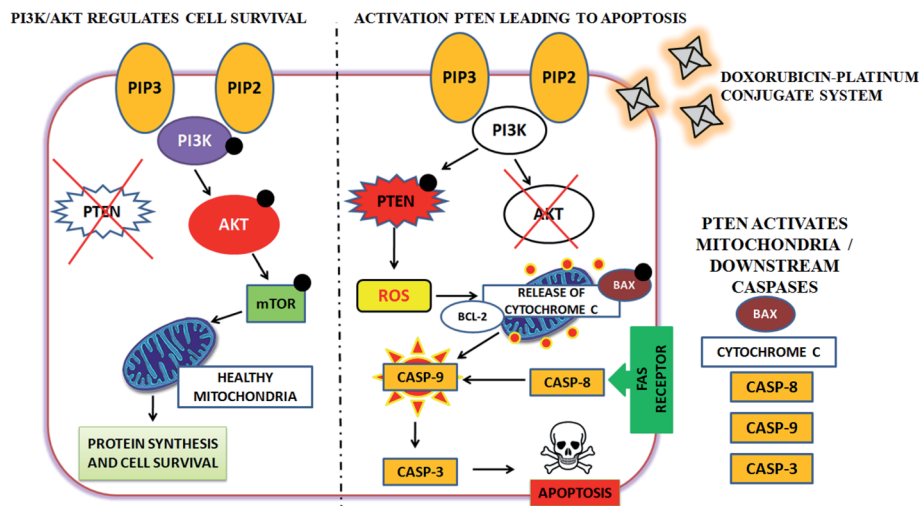 PI3K/AKT REGULATES CELL SURVIVAL
ACTIVATION PTEN LEADING TO APOPTOSIS
PIP3
PIP2
PI3K
PTEN
AKT
mTOR
HEALTHY
MITOCHONDRIA
PROTEIN SYNTHESIS
AND CELL SURVIVAL
PIP3
PIP2
PI3K
PTEN
AKT
ROS
RELEASE OF
CYTOCHROME C
BAX
BCL-2
CASP-9
CASP-8
FAS
RECEPTOR
CASP-3
APOPTOSIS
DOXORUBICIN-PLATINUM
CONJUGATE SYSTEM
PTEN ACTIVATES
MITOCHONDRIA /
DOWNSTREAM
CASPASES
BAX
CYTOCHROME C
CASP-8
CASP-9
CASP-3